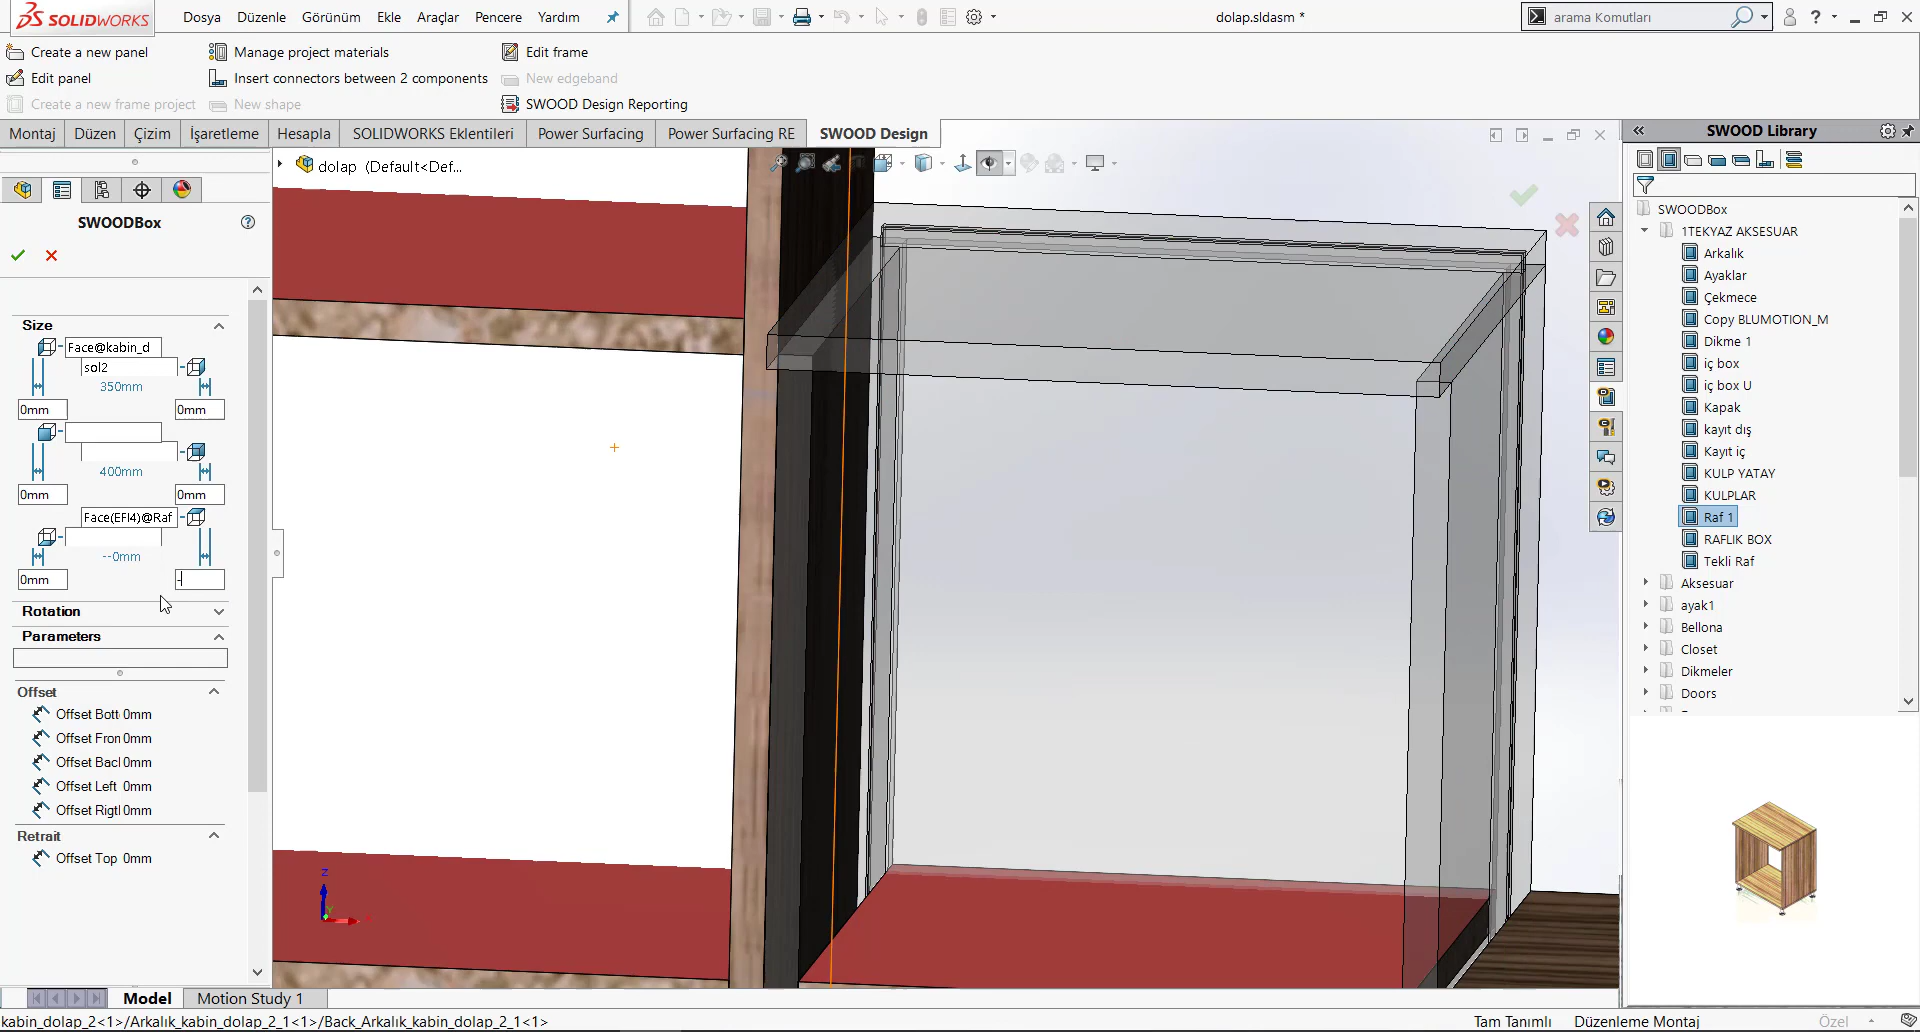 SOLIDWORKS
Dosya Düzenle Görünüm Ekle Araçlar Pencere Yardım
dolap.sldasm *
arama Komutları
Create a new panel
Manage project materials
Edit frame
Edit panel
Insert connectors between 2 components
New edgeband
Create a new frame project
New shape
SWOOD Design Reporting
Montaj Düzen Çizim İşaretleme Hesapla SOLIDWORKS Eklentileri Power Surfacing Power Surfacing RE SWOOD Design
SWOOD Library
dolap (Default<Def...
SWOODBox
Size
Face@kabin_d
sol2
350mm
0mm 0mm
400mm
0mm 0mm
Face(EFI4)@Raf
--0mm
0mm -
Rotation
Parameters
Offset
Offset Bott 0mm
Offset Fron 0mm
Offset Bacl 0mm
Offset Left 0mm
Offset Rigtl 0mm
Retrait
Offset Top 0mm
Z
SWOODBox
1TEKYAZ AKSESUAR
Arkalık
Ayaklar
Çekmece
Copy BLUMOTION_M
Dikme 1
iç box
iç box U
Kapak
kayıt dış
Kayıt iç
KULP YATAY
KULPLAR
Raf 1
RAFLIK BOX
Tekli Raf
Aksesuar
ayak1
Bellona
Closet
Dikmeler
Doors
Model Motion Study 1
kabin_dolap_2<1>/Arkalık_kabin_dolap_2_1<1>/Back_Arkalık_kabin_dolap_2_1<1>
Tam Tanımlı Düzenleme Montaj Özel